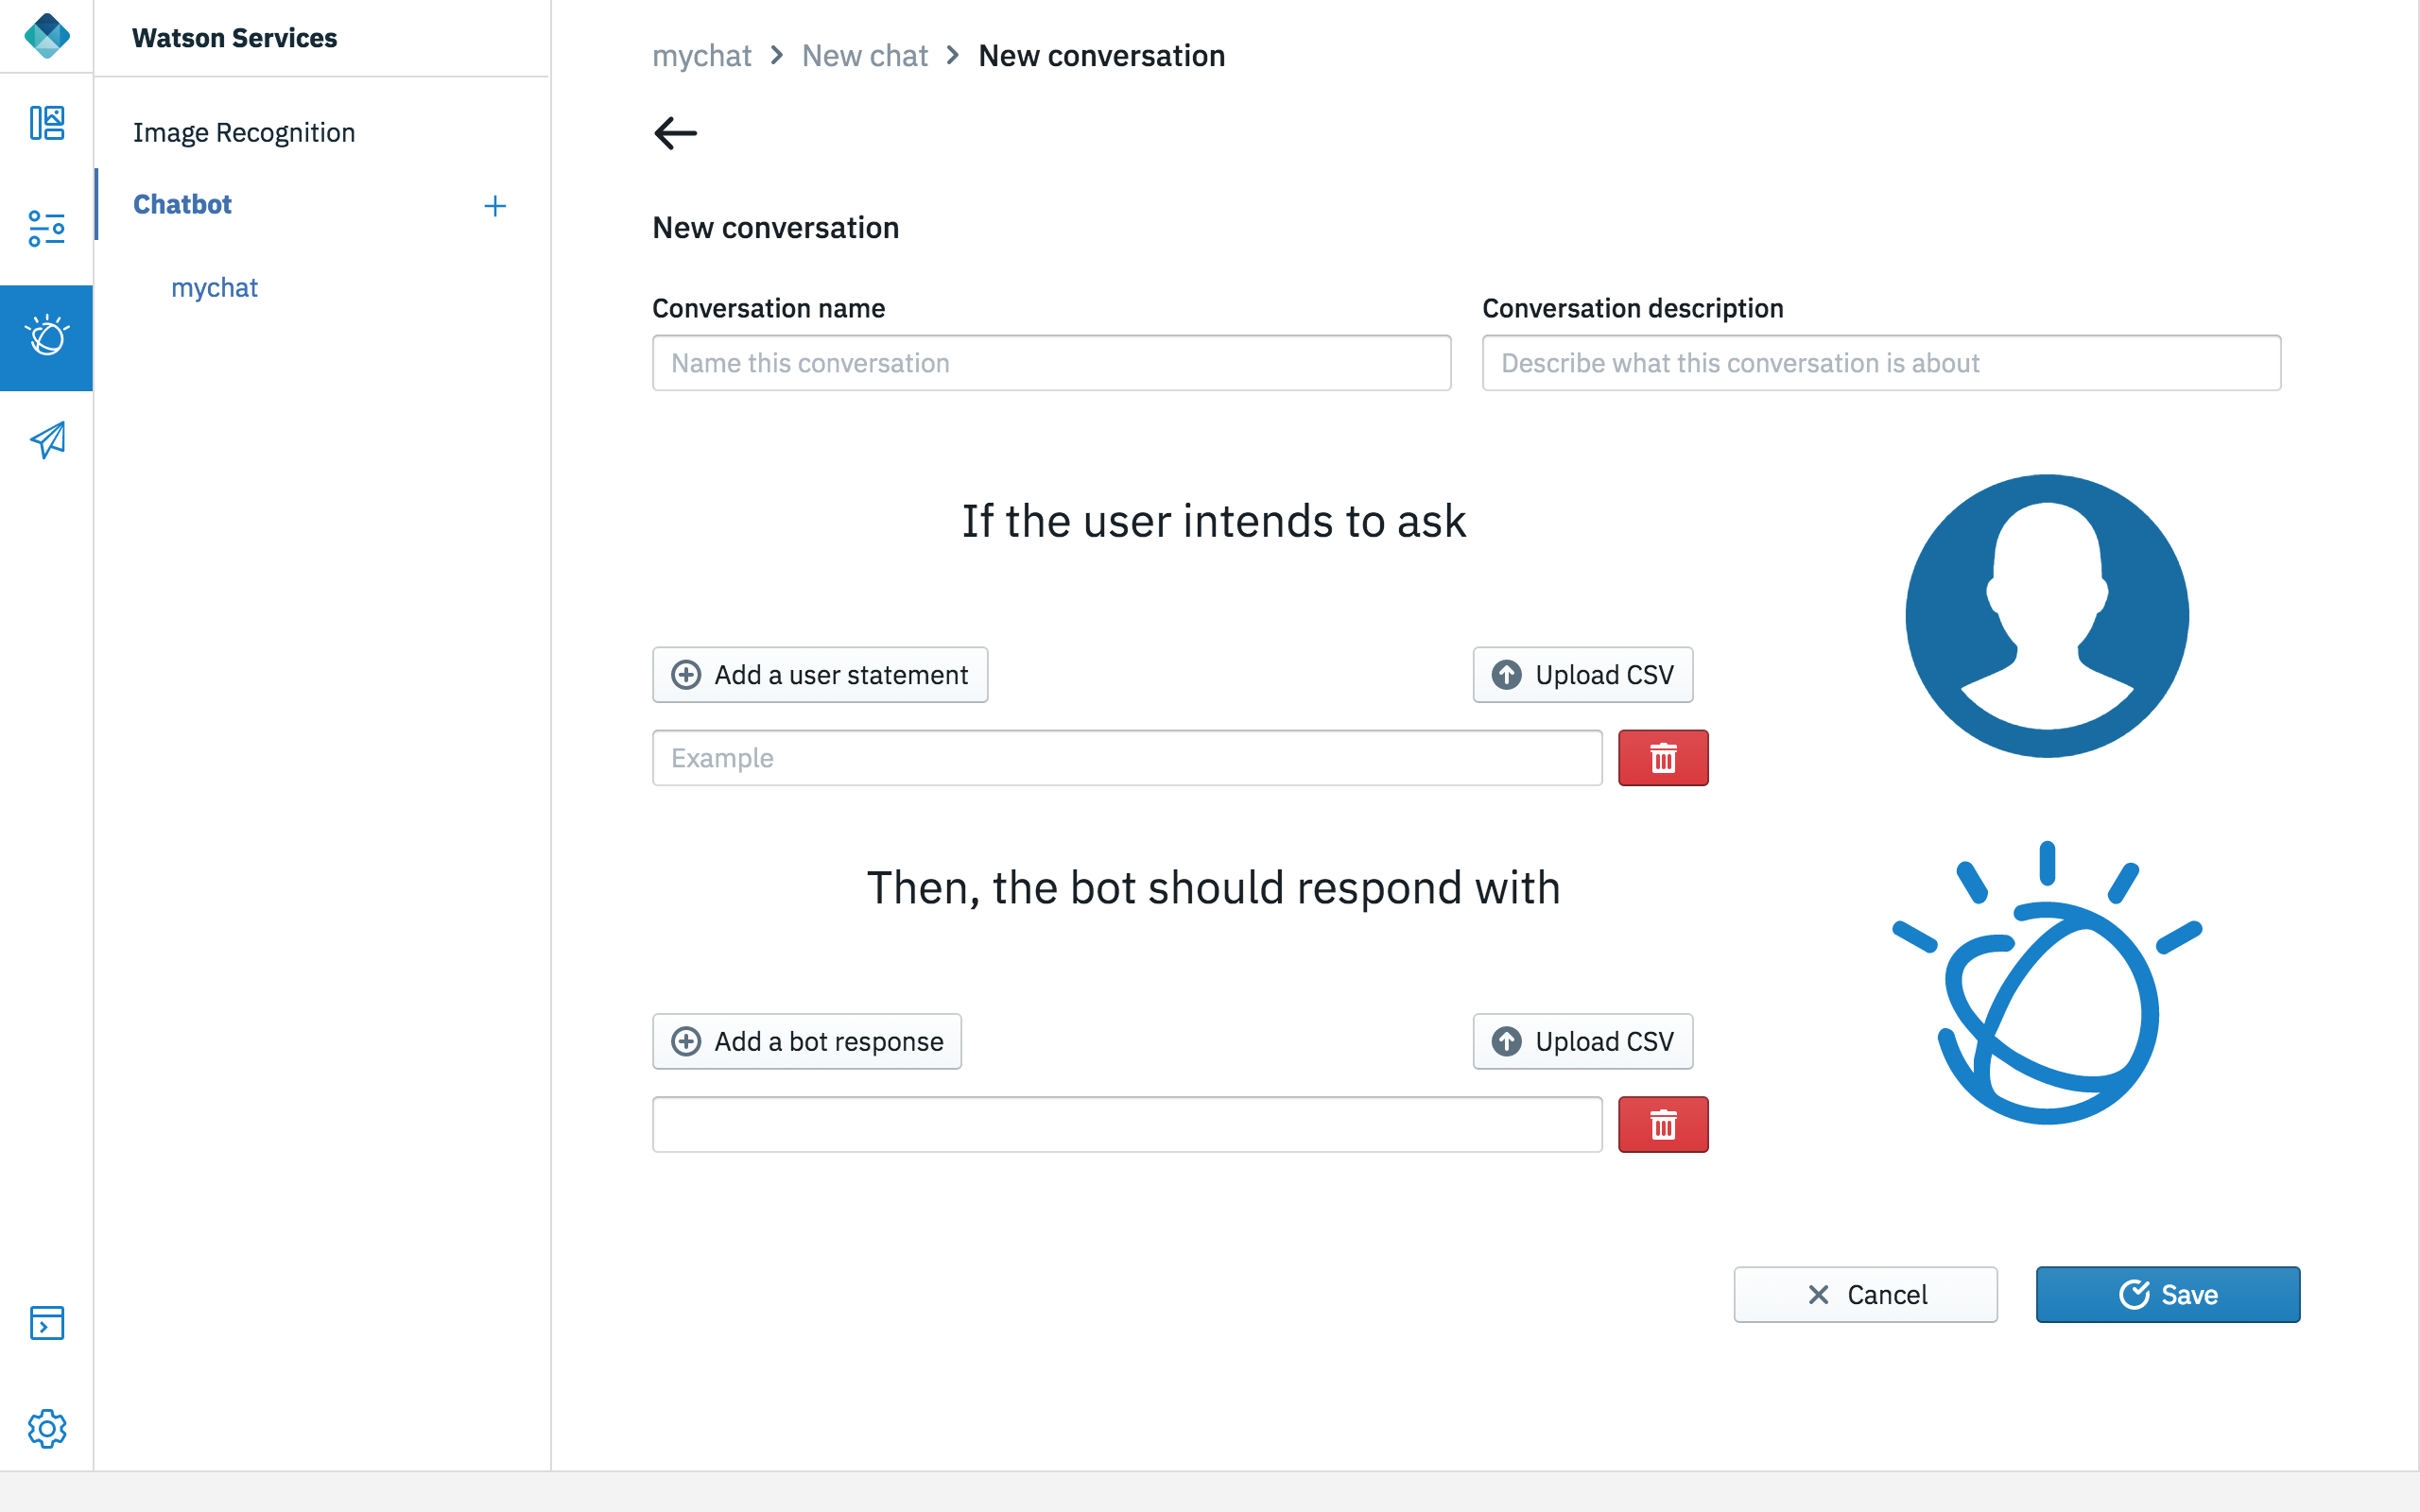 Watson Services
Image Recognition
Chatbot
mychat
mychat > New chat > New conversation
New conversation
Conversation name
Conversation description
Name this conversation
Describe what this conversation is about
If the user intends to ask
Add a user statement
Upload CSV
Example
Then, the bot should respond with
Add a bot response
Upload CSV
Cancel
Save